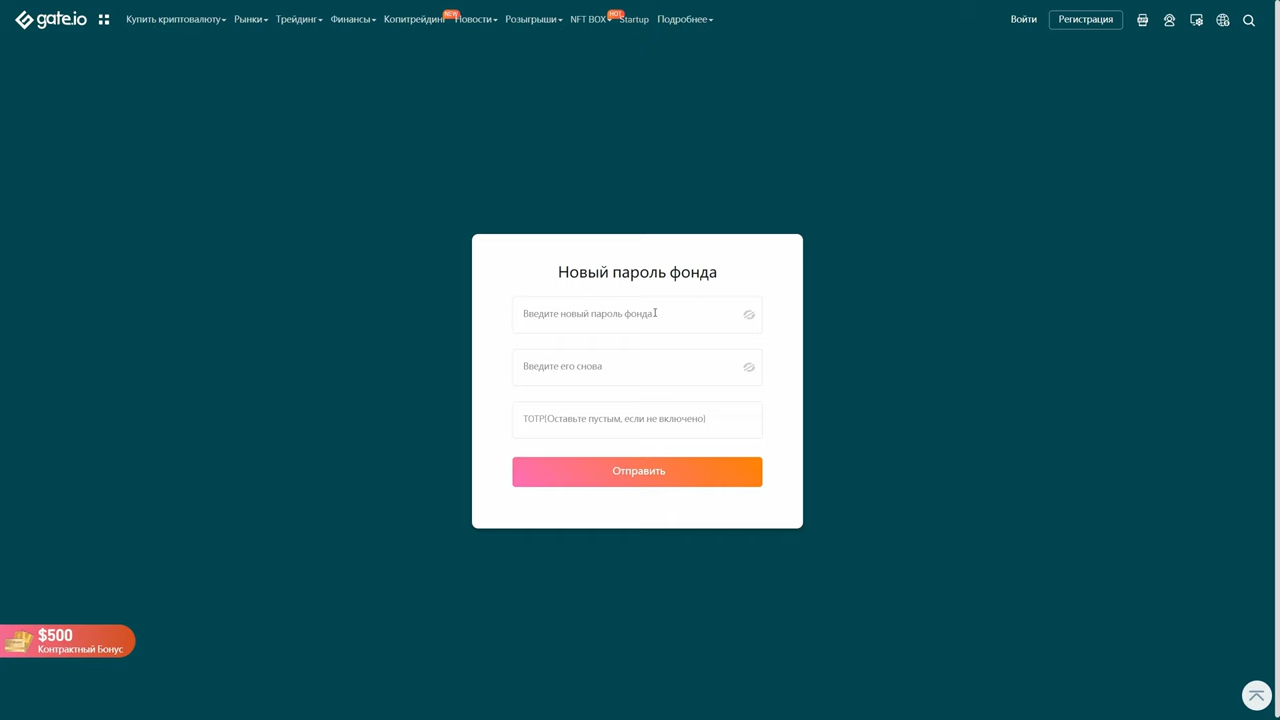 gate.io
Купить криптовалюту Рынки Трейдинг Финансы Копитрейдинг NEW Новости Розыгрыши NFT BOX HOT Startup Подробнее
Войти Регистрация
Новый пароль фонда
Введите новый пароль фонда
Введите его снова
TOTP[Оставьте пустым, если не включено]
Отправить
$500
Контрактный Бонус